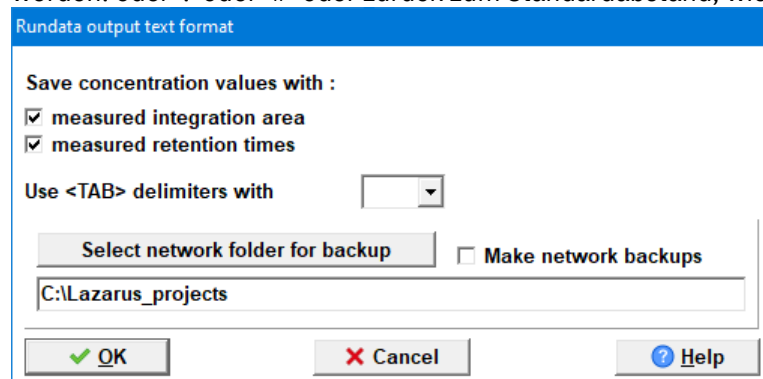 Rundata output text format
Save concentration values with :
measured integration area
measured retention times
Use <TAB> delimiters with
Select network folder for backup
Make network backups
C:\Lazarus_projects
OK
Cancel
Help